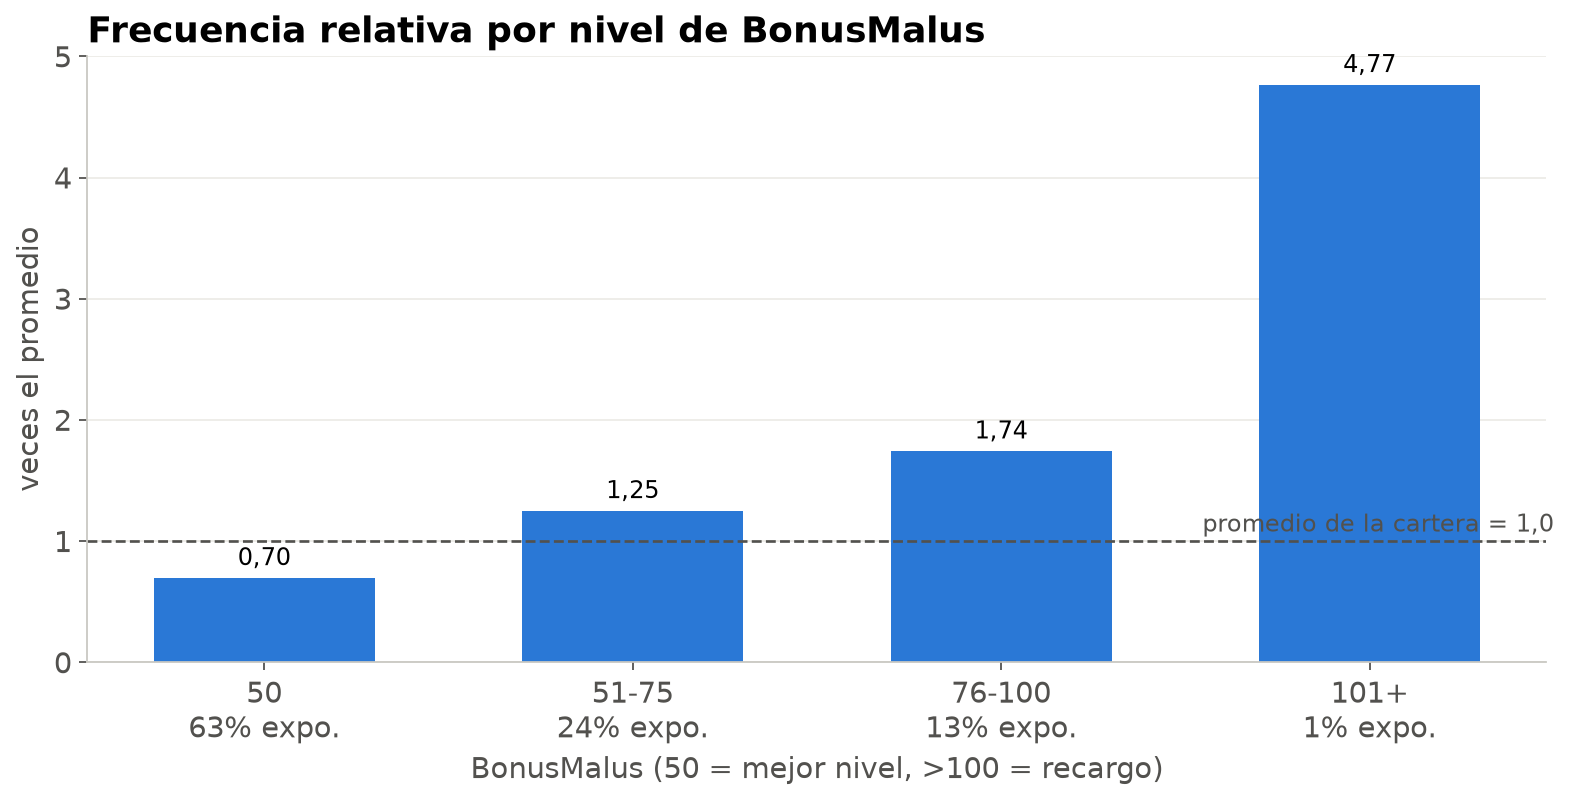 Frecuencia relativa por nivel de BonusMalus
veces el promedio
5
4
3
2
1
0
0,70
1,25
1,74
4,77
promedio de la cartera = 1,0
50
63% expo.
51-75
24% expo.
76-100
13% expo.
101+
1% expo.
BonusMalus (50 = mejor nivel, >100 = recargo)